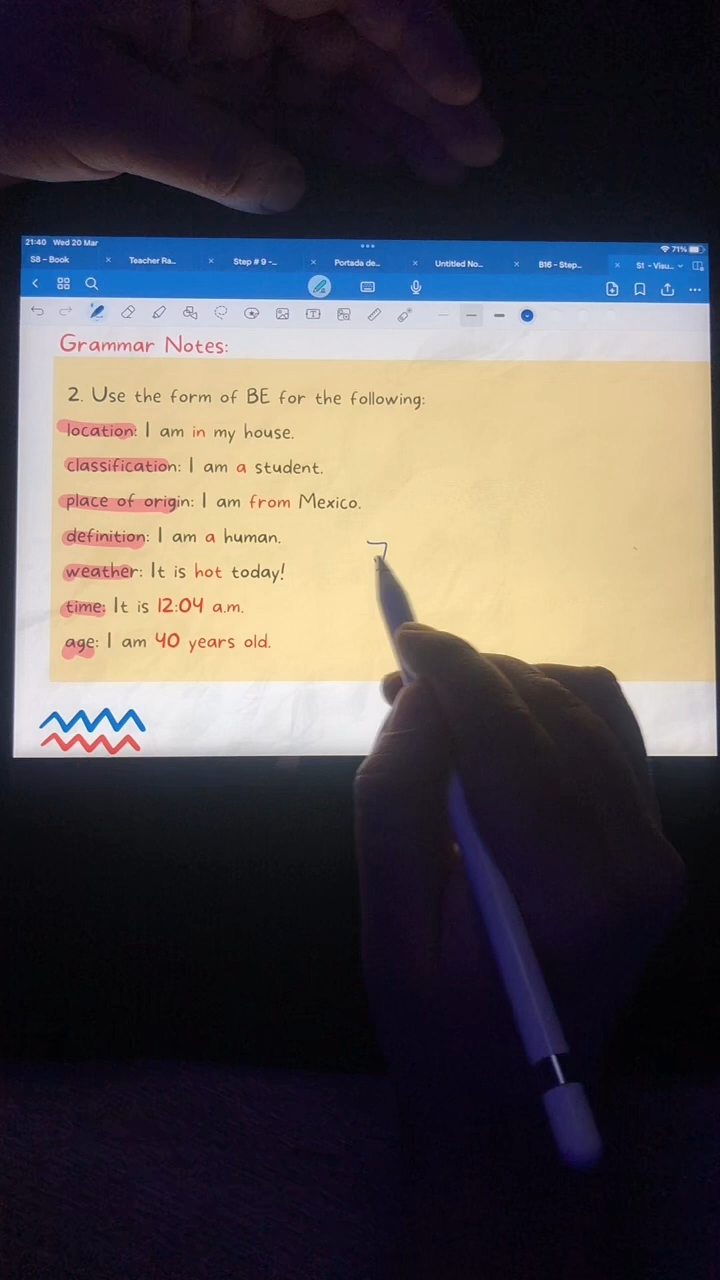 21:40 Wed 20 Mar
71%
S8 - Book
Teacher Ra...
Step # 9 -...
Portada de...
Untitled No...
B16 - Step...
S1 - Visu...
Grammar Notes:
2. Use the form of BE for the following:
location: I am in my house.
classification: I am a student.
place of origin: I am from Mexico.
definition: I am a human.
weather: It is hot today!
time: It is 12:04 a.m.
age: I am 40 years old.